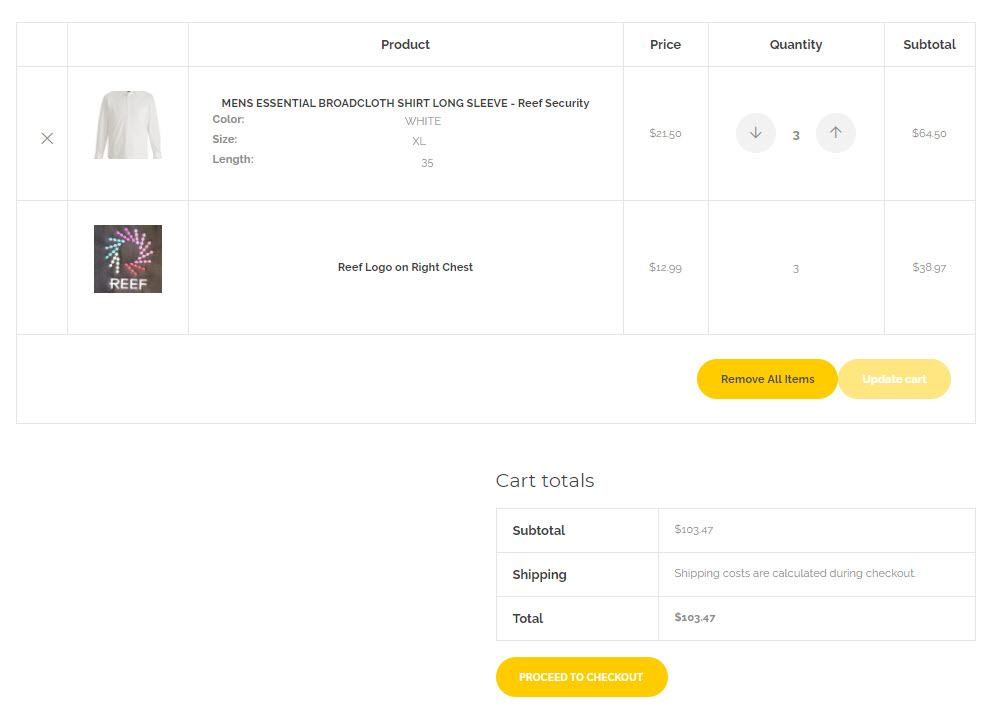 Product Price Quantity Subtotal
MENS ESSENTIAL BROADCLOTH SHIRT LONG SLEEVE - Reef Security
Color: WHITE
Size: XL
Length: 35
$21.50
3
$64.50
REEF
Reef Logo on Right Chest
$12.99
3
$38.97
Remove All Items
Update cart
Cart totals
Subtotal $103.47
Shipping Shipping costs are calculated during checkout.
Total $103.47
PROCEED TO CHECKOUT